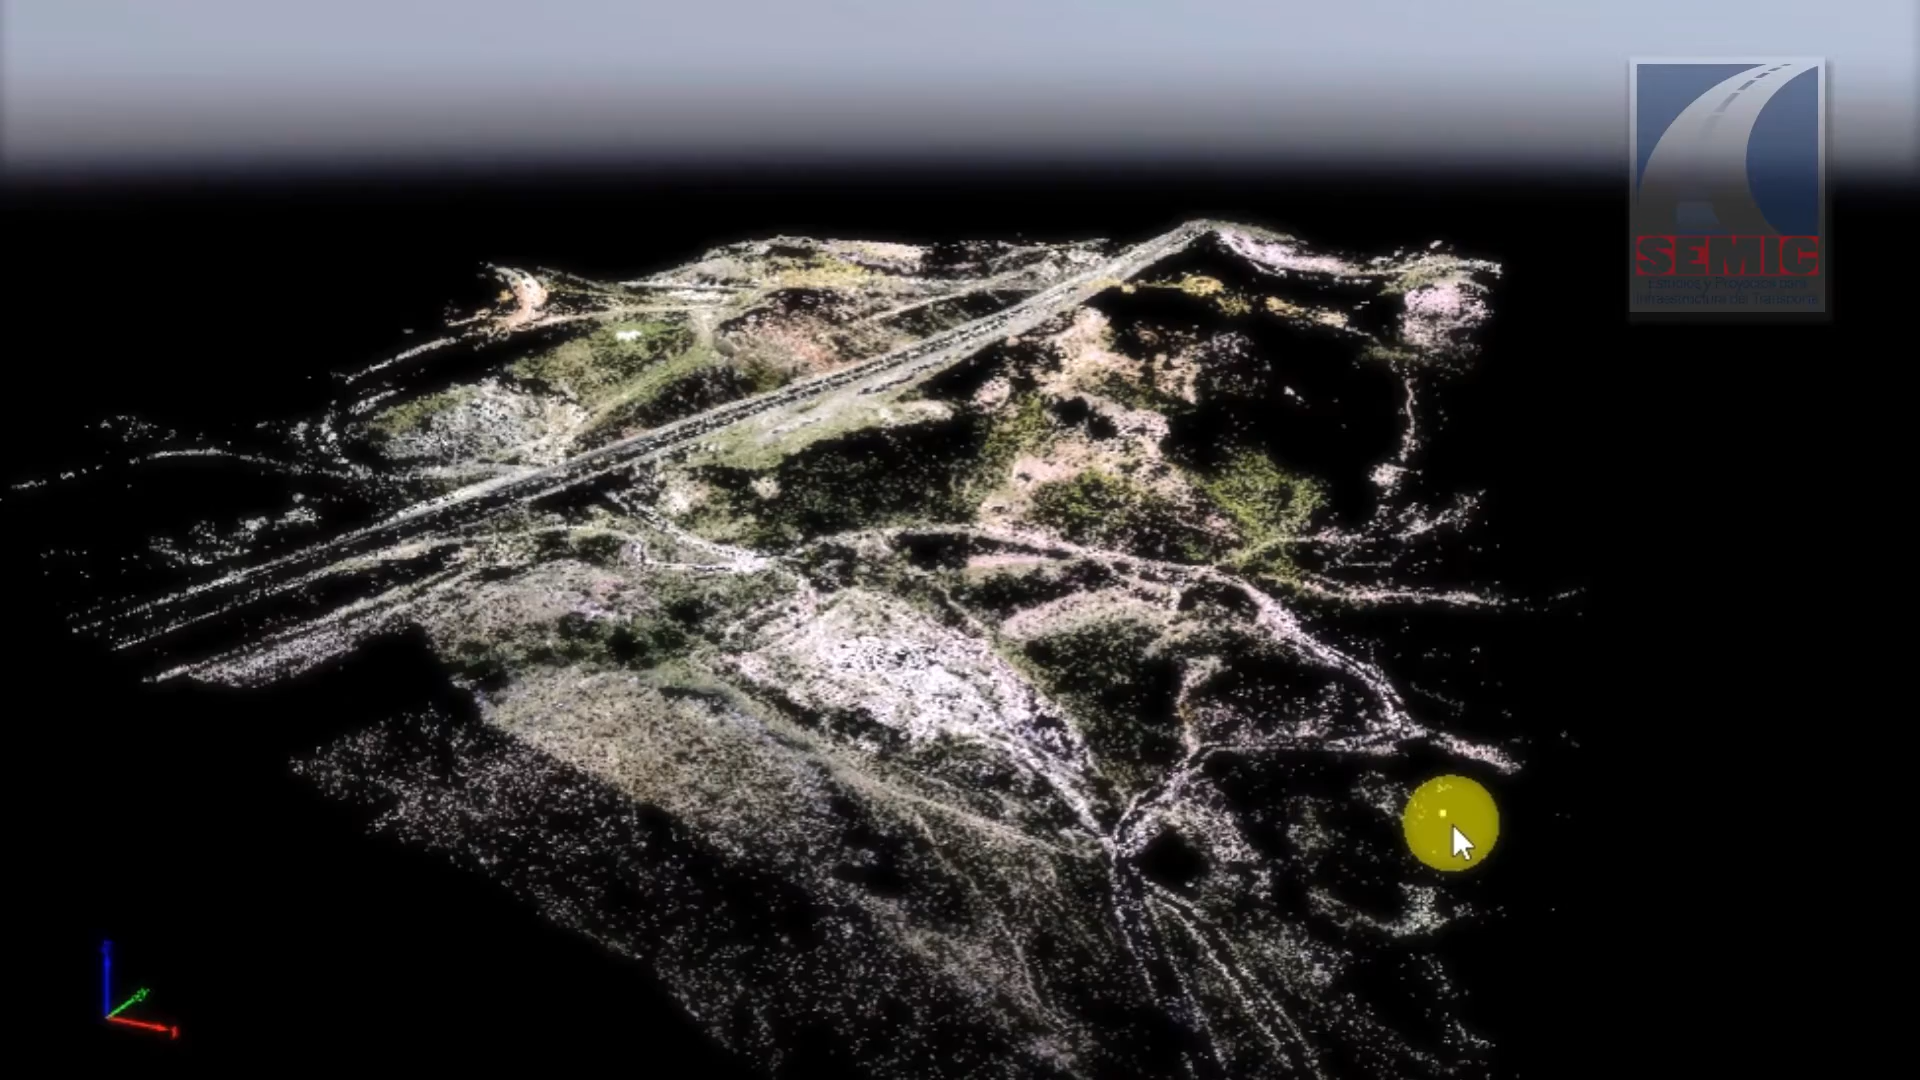 SEMIC
Estudios y Proyectos para
Infraestructura del Transporte